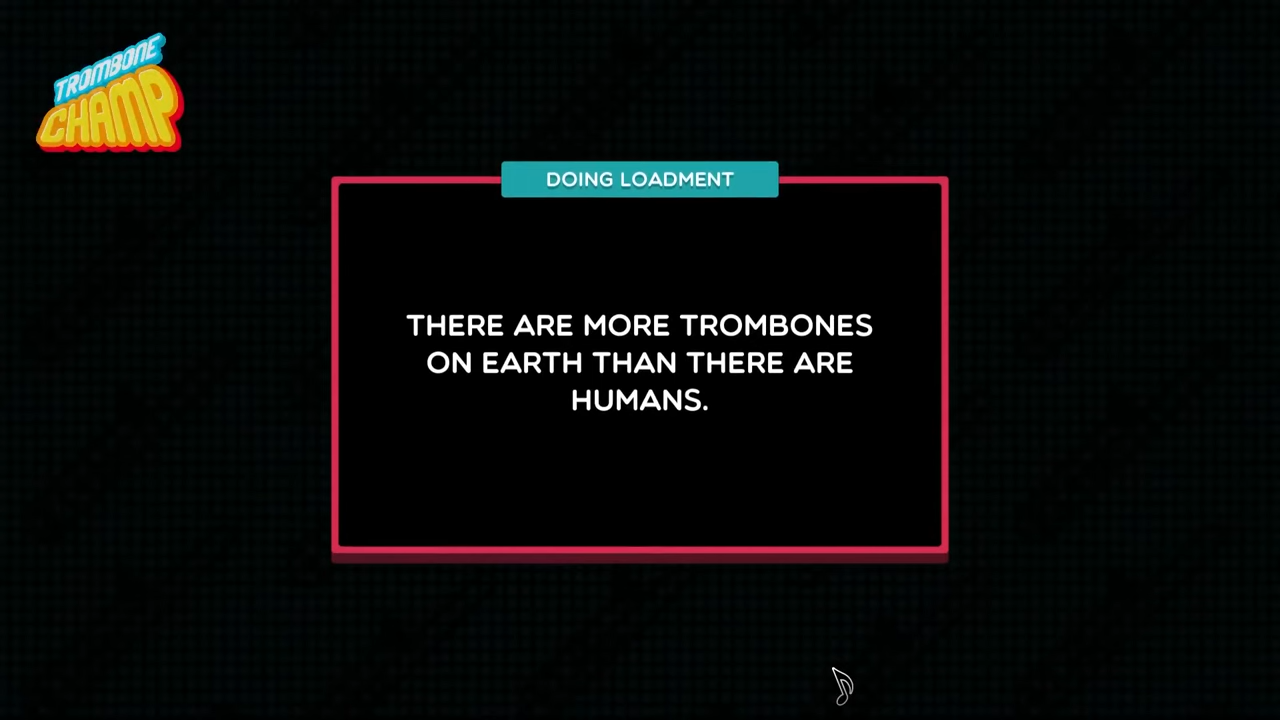 TROMBONE
CHAMP
DOING LOADMENT
THERE ARE MORE TROMBONES
ON EARTH THAN THERE ARE
HUMANS.